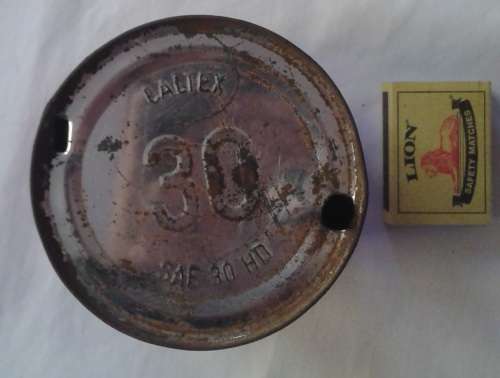 CALTEX
30
SAE 30 HD
LION
SAFETY MATCHES